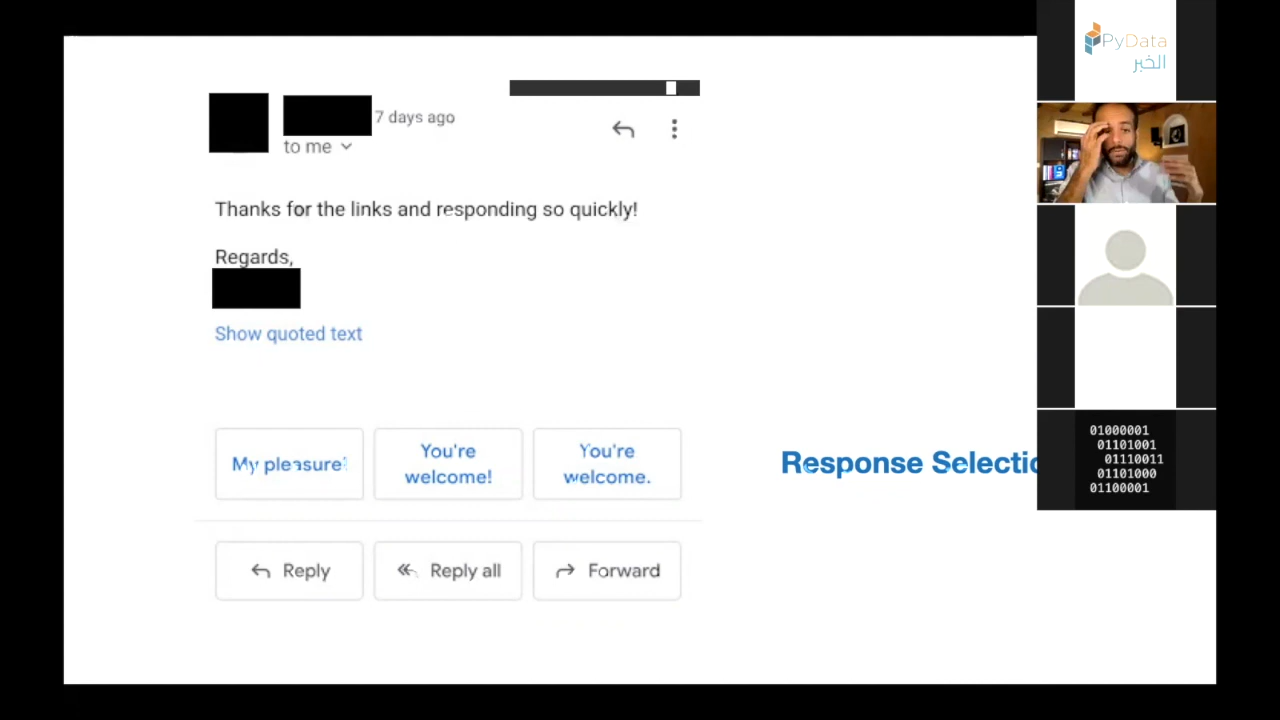 7 days ago
to me
Thanks for the links and responding so quickly!
Regards,
Show quoted text
My pleasure!
You're
welcome!
You're
welcome.
Reply
Reply all
Forward
Response Selectio
PyData
الخبر
01000001
01101001
01110011
01101000
01100001